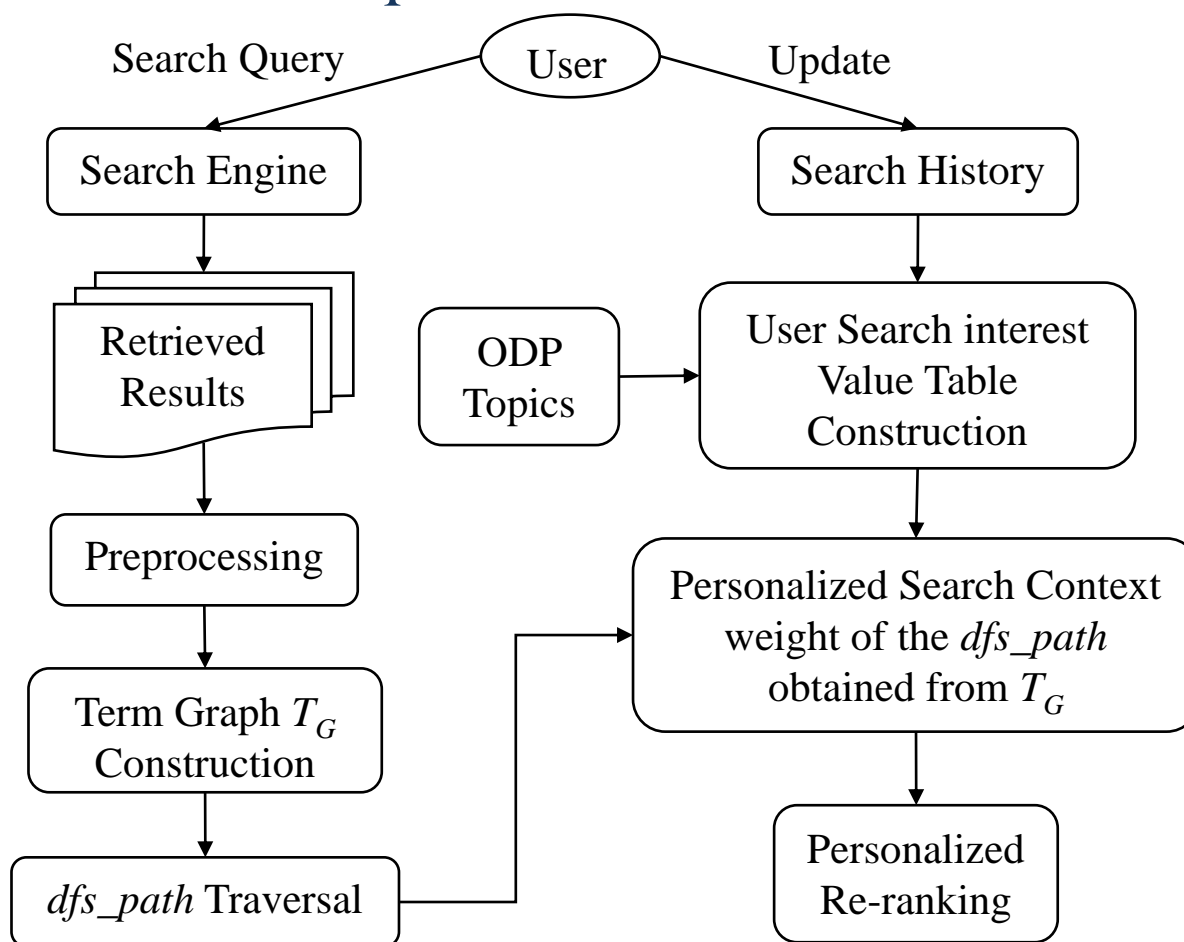 User
Search Query
Update
Search Engine
Search History
Retrieved
Results
ODP
Topics
User Search interest
Value Table
Construction
Preprocessing
Personalized Search Context
weight of the dfs_path
obtained from T_G
Term Graph T_G
Construction
dfs_path Traversal
Personalized
Re-ranking